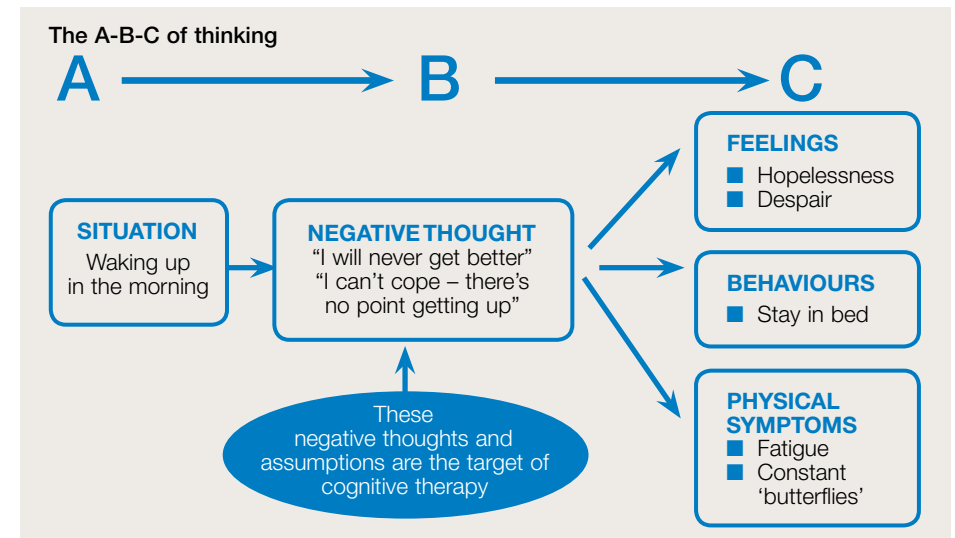 The A-B-C of thinking
A
B
C
SITUATION
Waking up
in the morning
NEGATIVE THOUGHT
“I will never get better”
“I can’t cope – there’s
no point getting up”
These
negative thoughts and
assumptions are the target of
cognitive therapy
FEELINGS
■ Hopelessness
■ Despair
BEHAVIOURS
■ Stay in bed
PHYSICAL
SYMPTOMS
■ Fatigue
■ Constant
‘butterflies’